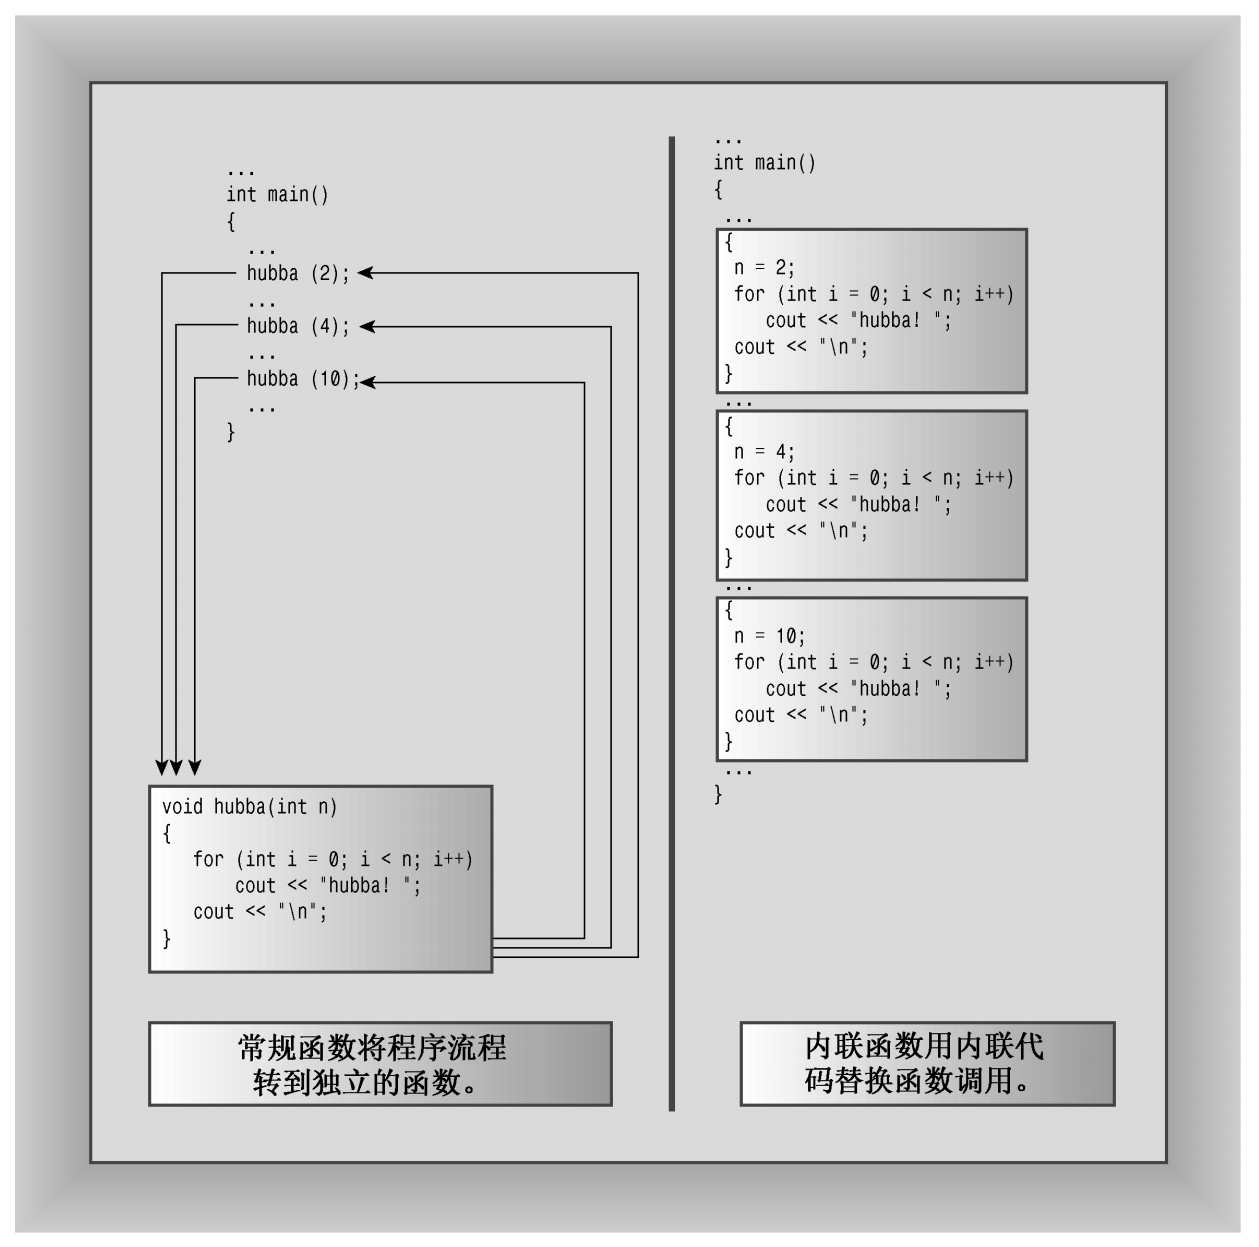 ...
int main()
{
...
hubba (2);
...
hubba (4);
...
hubba (10);
...
}
void hubba(int n)
{
for (int i = 0; i < n; i++)
cout << "hubba! ";
cout << "\n";
}
常规函数将程序流程
转到独立的函数。
...
int main()
{
...
{
n = 2;
for (int i = 0; i < n; i++)
cout << "hubba! ";
cout << "\n";
}
...
{
n = 4;
for (int i = 0; i < n; i++)
cout << "hubba! ";
cout << "\n";
}
...
{
n = 10;
for (int i = 0; i < n; i++)
cout << "hubba! ";
cout << "\n";
}
...
}
内联函数用内联代
码替换函数调用。